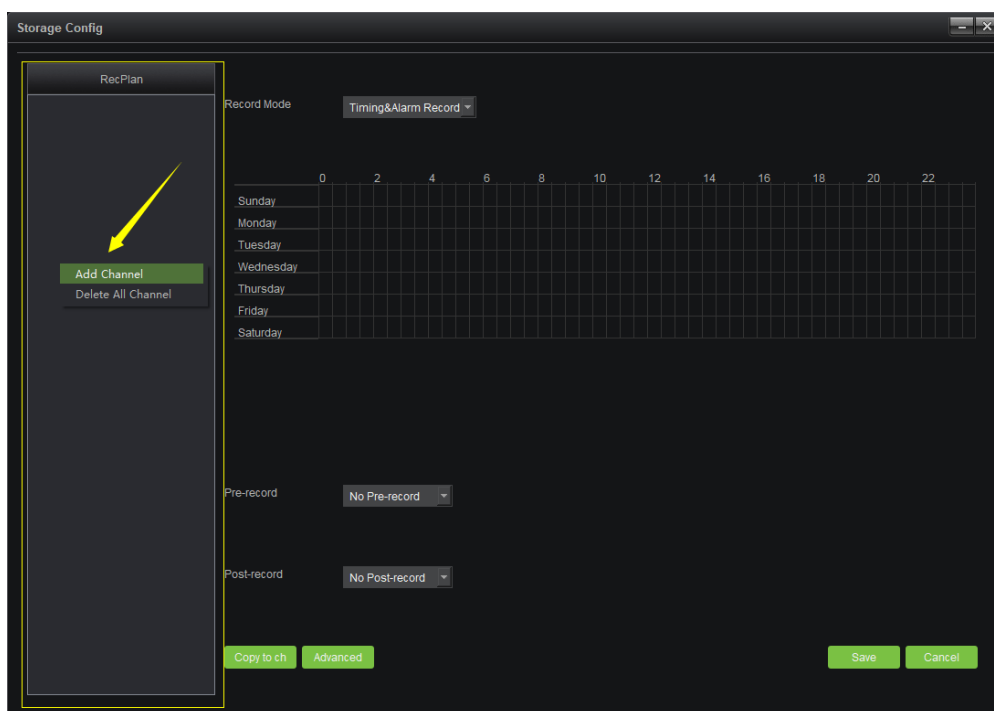 Storage Config
RecPlan
Add Channel
Delete All Channel
Record Mode
Timing&Alarm Record
0 2 4 6 8 10 12 14 16 18 20 22
Sunday
Monday
Tuesday
Wednesday
Thursday
Friday
Saturday
Pre-record
No Pre-record
Post-record
No Post-record
Copy to ch
Advanced
Save
Cancel